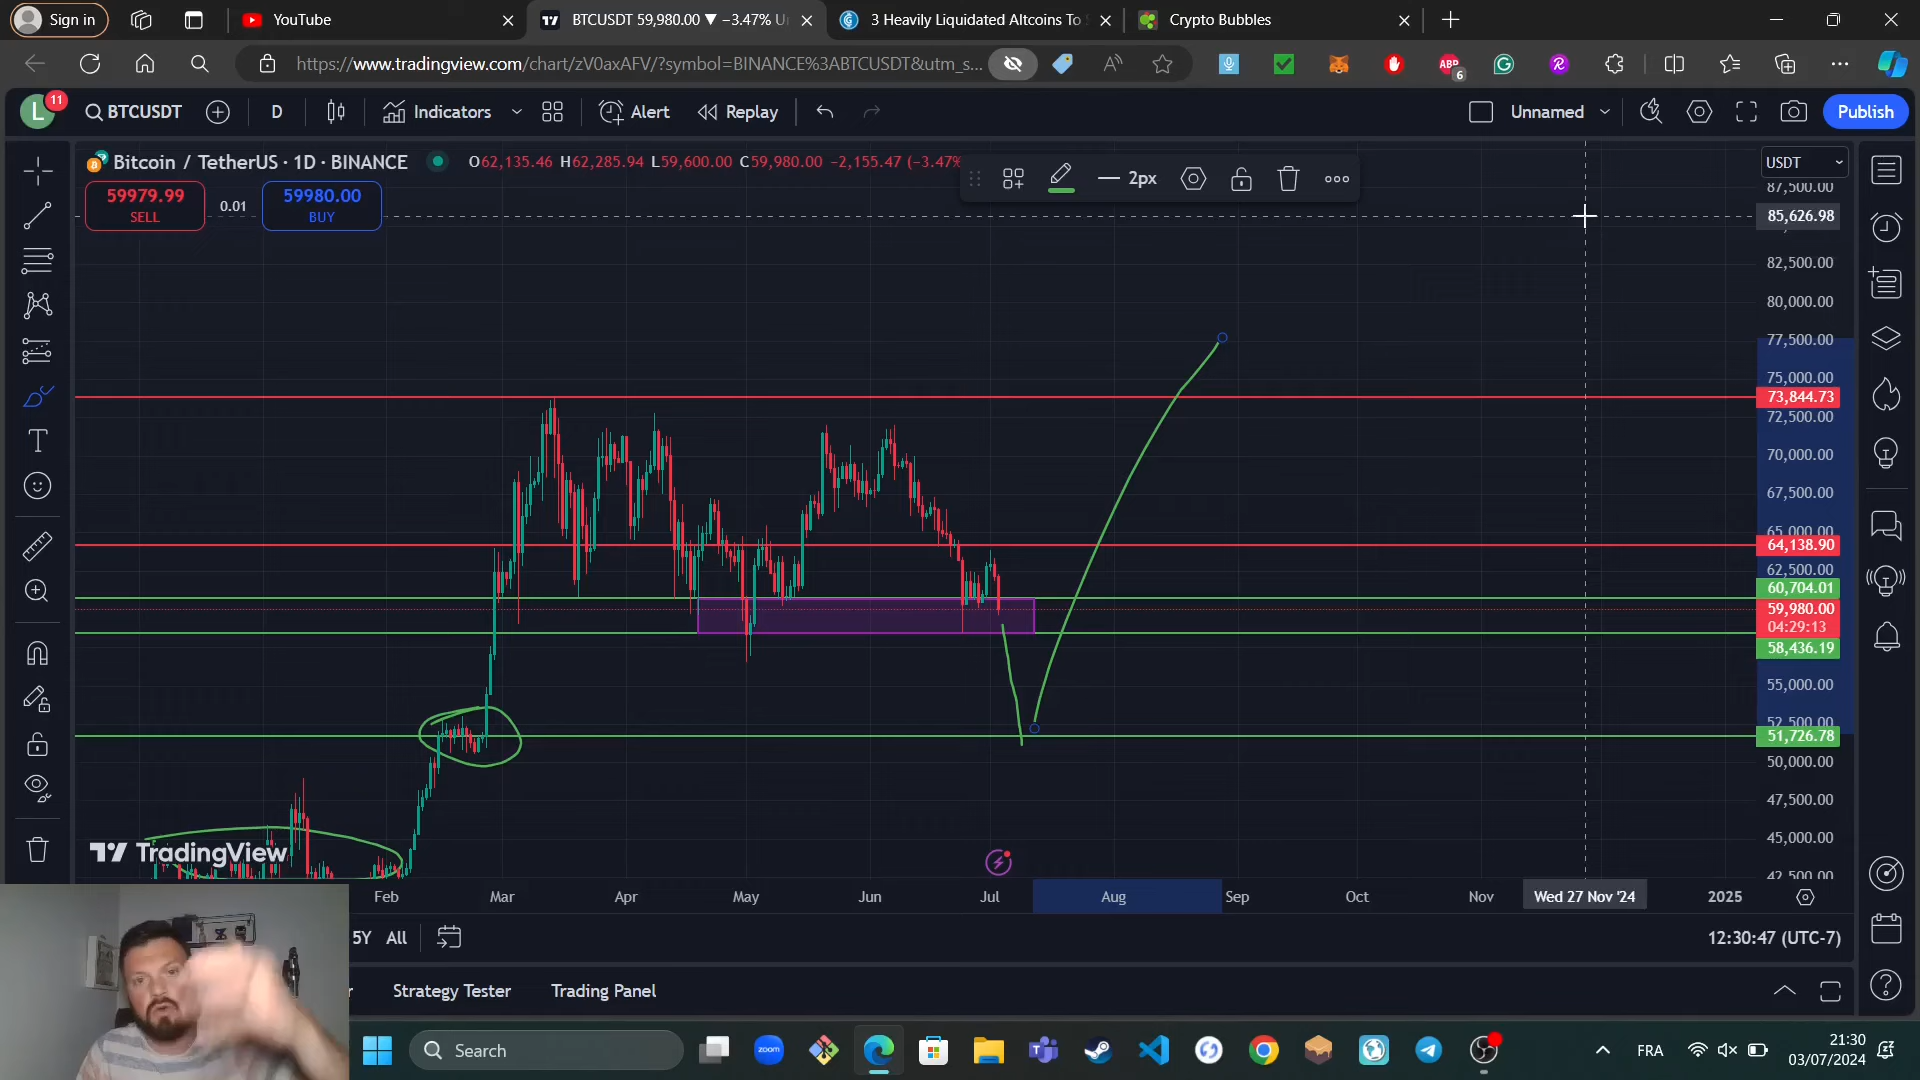 Sign in
YouTube
BTCUSDT 59,980.00 ▼ −3.47% U
3 Heavily Liquidated Altcoins To
Crypto Bubbles
https://www.tradingview.com/chart/zV0axAFV/?symbol=BINANCE%3ABTCUSDT&utm_s...
6
L
11
BTCUSDT
D
Indicators
Alert
Replay
Unnamed
Publish
Bitcoin / TetherUS · 1D · BINANCE
O62,135.46 H62,285.94 L59,600.00 C59,980.00 −2,155.47 (−3.47%
2px
USDT
59979.99
SELL
0.01
59980.00
BUY
87,500.00
85,626.98
82,500.00
80,000.00
77,500.00
75,000.00
73,844.73
72,500.00
70,000.00
67,500.00
65,000.00
64,138.90
62,500.00
60,704.01
59,980.00
04:29:13
58,436.19
55,000.00
52,500.00
51,726.78
50,000.00
47,500.00
45,000.00
42,500.00
TradingView
Feb
Mar
Apr
May
Jun
Jul
Aug
Sep
Oct
Nov
Wed 27 Nov '24
2025
5Y
All
12:30:47 (UTC-7)
Strategy Tester
Trading Panel
Search
zoom
FRA
21:30
03/07/2024